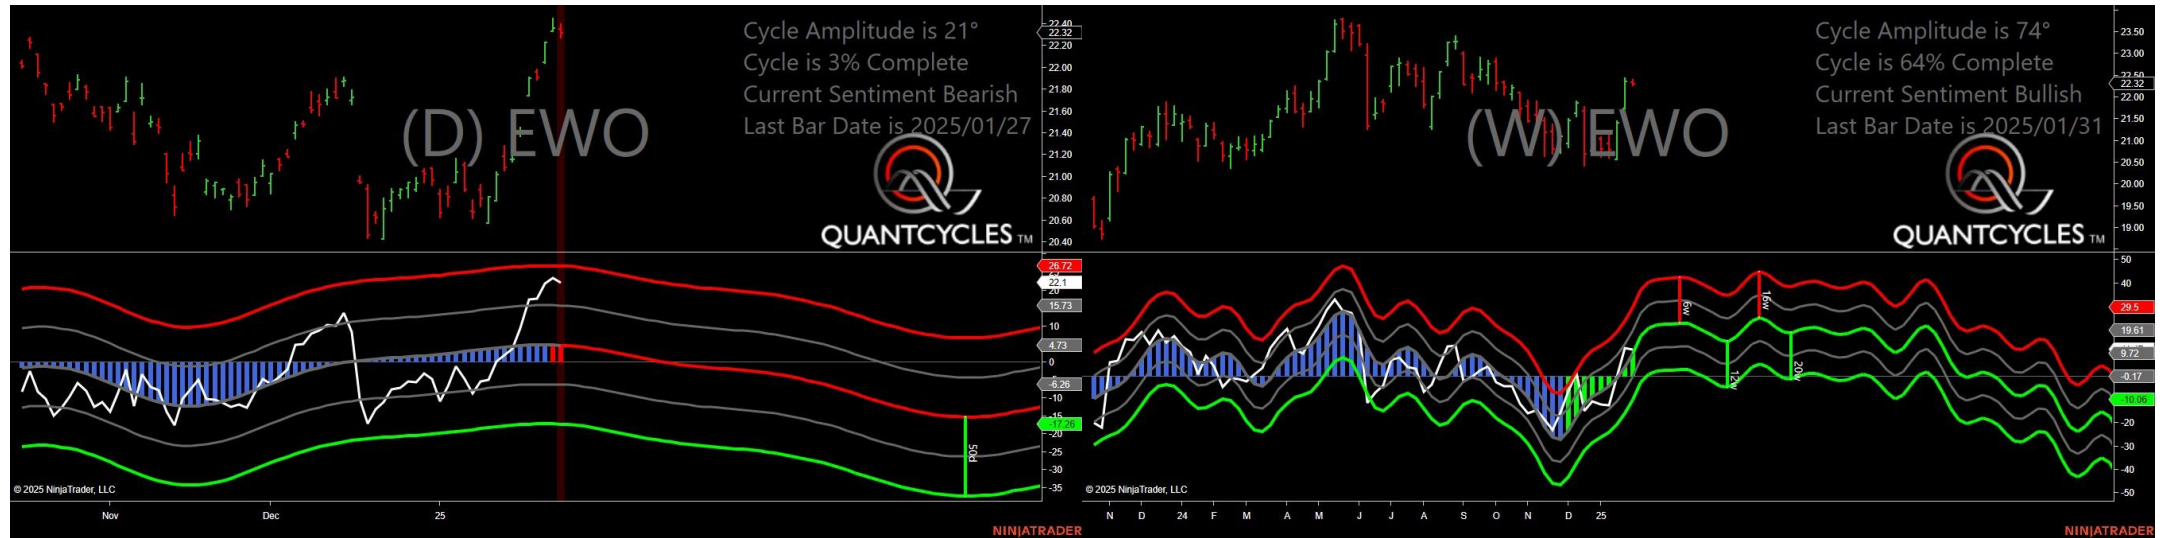 Cycle Amplitude is 21°
Cycle is 3% Complete
Current Sentiment Bearish
Last Bar Date is 2025/01/27
(D) EWO
QUANTCYCLES TM
22.40
22.32
22.20
22.00
21.80
21.60
21.40
21.20
21.00
20.80
20.60
20.40
26.72
22.1
20
15.73
10
4.73
0
-6.26
-10
-15
-17.26
-20
-25
-30
-35
50d
© 2025 NinjaTrader, LLC
Nov
Dec
25
NINJATRADER
Cycle Amplitude is 74°
Cycle is 64% Complete
Current Sentiment Bullish
Last Bar Date is 2025/01/31
(W) EWO
QUANTCYCLES TM
23.50
23.00
22.50
22.32
22.00
21.50
21.00
20.50
20.00
19.50
19.00
50
40
29.5
19.61
9.72
-0.17
-10.06
-20
-30
-40
-50
6w
16w
12w
20w
© 2025 NinjaTrader, LLC
N D 24 F M A M J J A S O N D 25
NINJATRADER